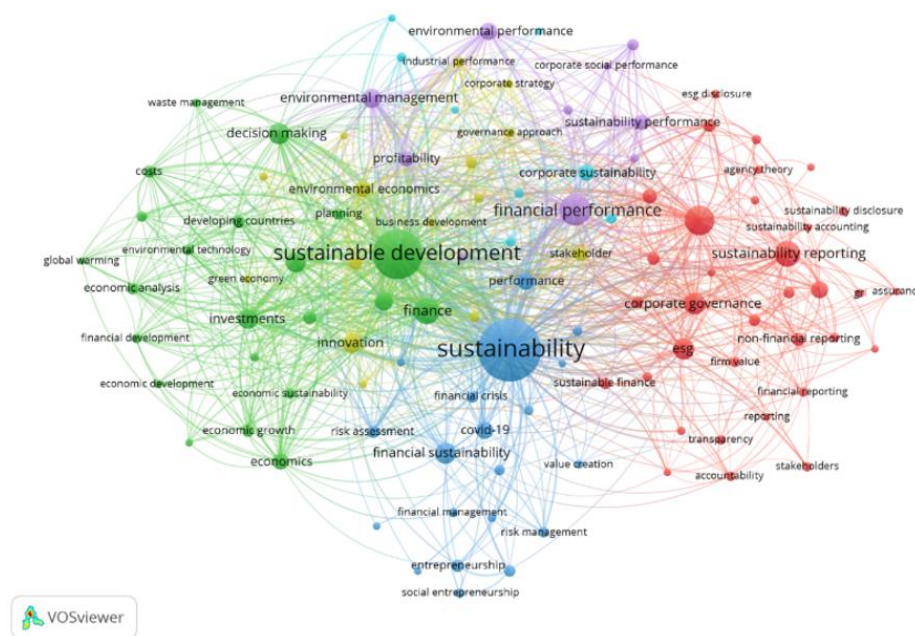 environmental performance
industrial performance
corporate social performance
corporate strategy
esg disclosure
waste management
environmental management
sustainability performance
decision making
governance approach
profitability
costs
corporate sustainability
agency theory
environmental economics
planning
financial performance
sustainability disclosure
developing countries
business development
sustainability accounting
environmental technology
sustainable development
stakeholder
sustainability reporting
global warming
green economy
performance
economic analysis
gri
assurance
corporate governance
investments
finance
financial development
innovation
sustainability
esg
non-financial reporting
firm value
economic development
economic sustainability
financial crisis
sustainable finance
financial reporting
reporting
economic growth
risk assessment
covid-19
transparency
economics
financial sustainability
value creation
accountability
stakeholders
financial management
risk management
entrepreneurship
social entrepreneurship
VOSviewer